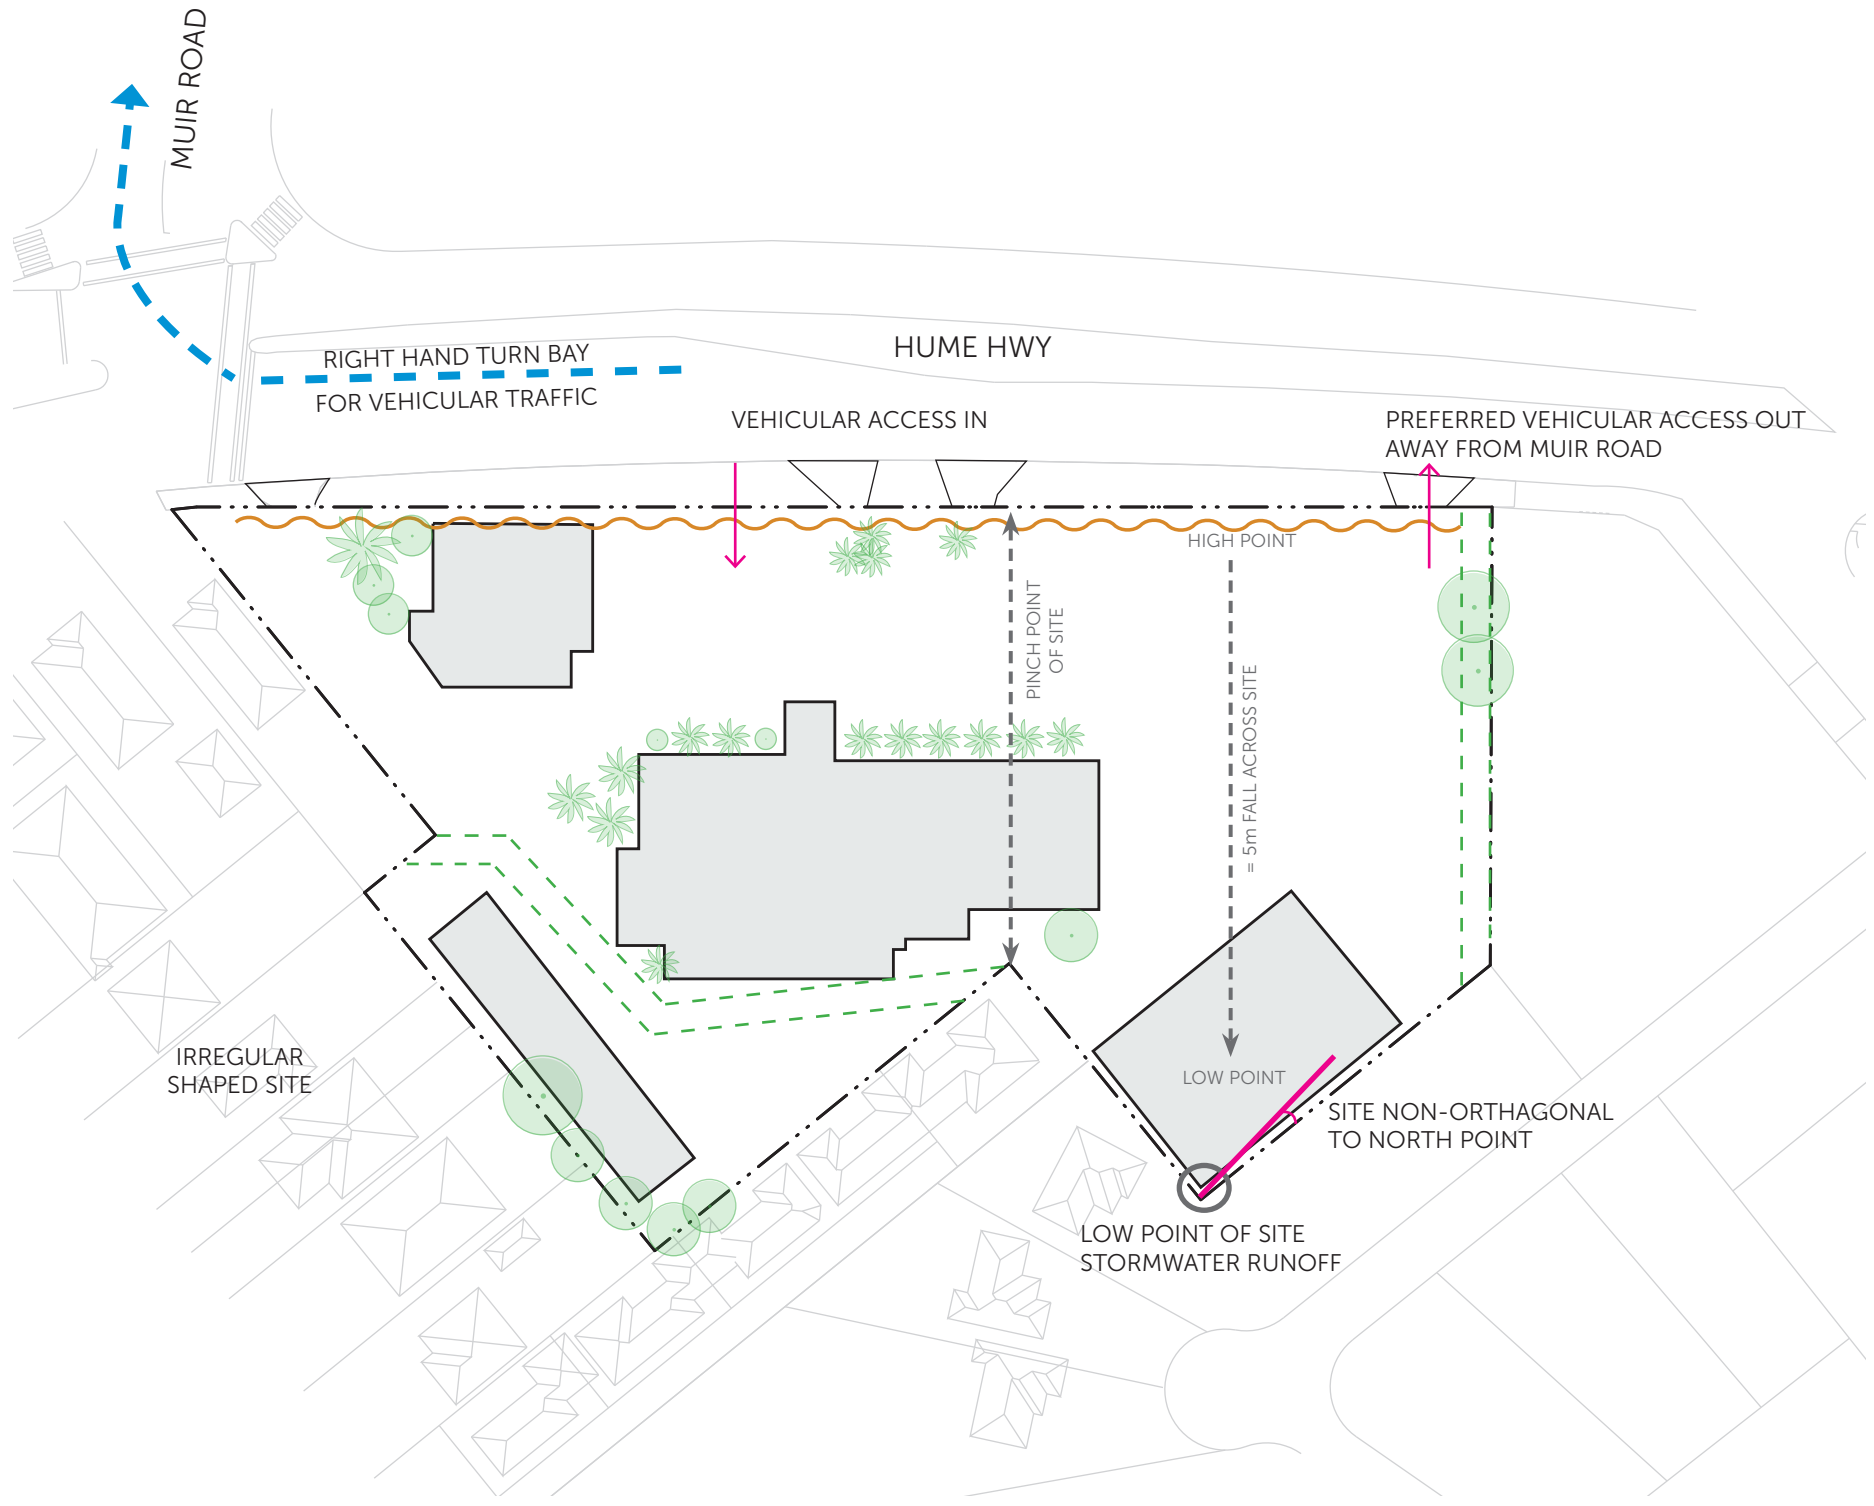 MUIR ROAD
HUME HWY
RIGHT HAND TURN BAY
FOR VEHICULAR TRAFFIC
VEHICULAR ACCESS IN
PREFERRED VEHICULAR ACCESS OUT
AWAY FROM MUIR ROAD
HIGH POINT
PINCH POINT
OF SITE
= 5m FALL ACROSS SITE
IRREGULAR
SHAPED SITE
LOW POINT
SITE NON-ORTHAGONAL
TO NORTH POINT
LOW POINT OF SITE
STORMWATER RUNOFF